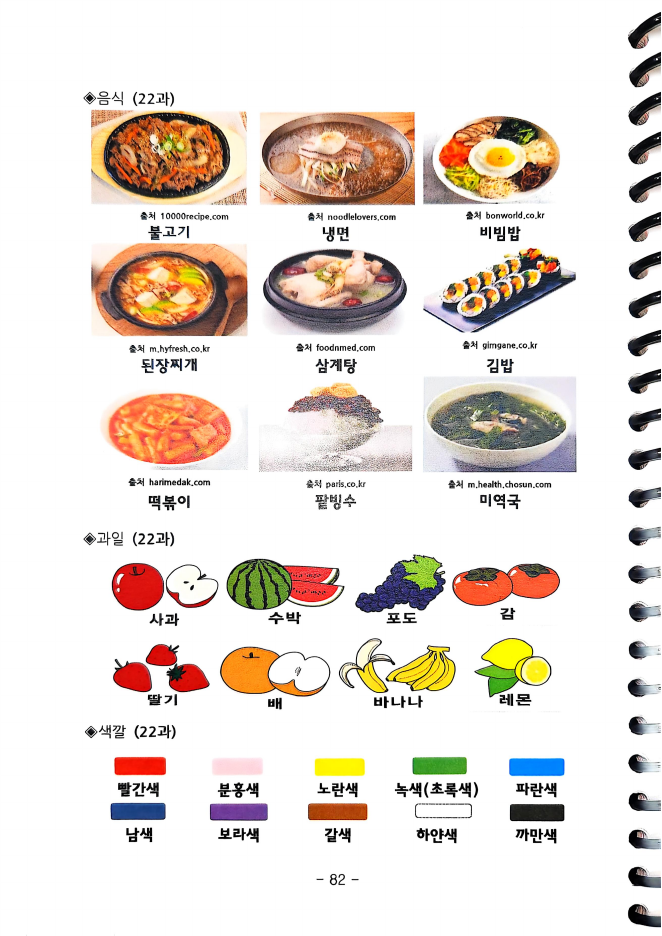 ◈음식 (22과)
출처 10000recipe.com 출처 noodlelovers.com 출처 bonworld.co.kr
불고기 냉면 비빔밥
출처 m.hyfresh.co.kr 출처 foodnmed.com 출처 gimgane.co.kr
된장찌개 삼계탕 김밥
출처 harimedak.com 출처 paris.co.kr 출처 m.health.chosun.com
떡볶이 팥빙수 미역국
◈과일 (22과)
사과 수박 포도 감
딸기 배 바나나 레몬
◈색깔 (22과)
빨간색 분홍색 노란색 녹색(초록색) 파란색
남색 보라색 갈색 하얀색 까만색
- 82 -